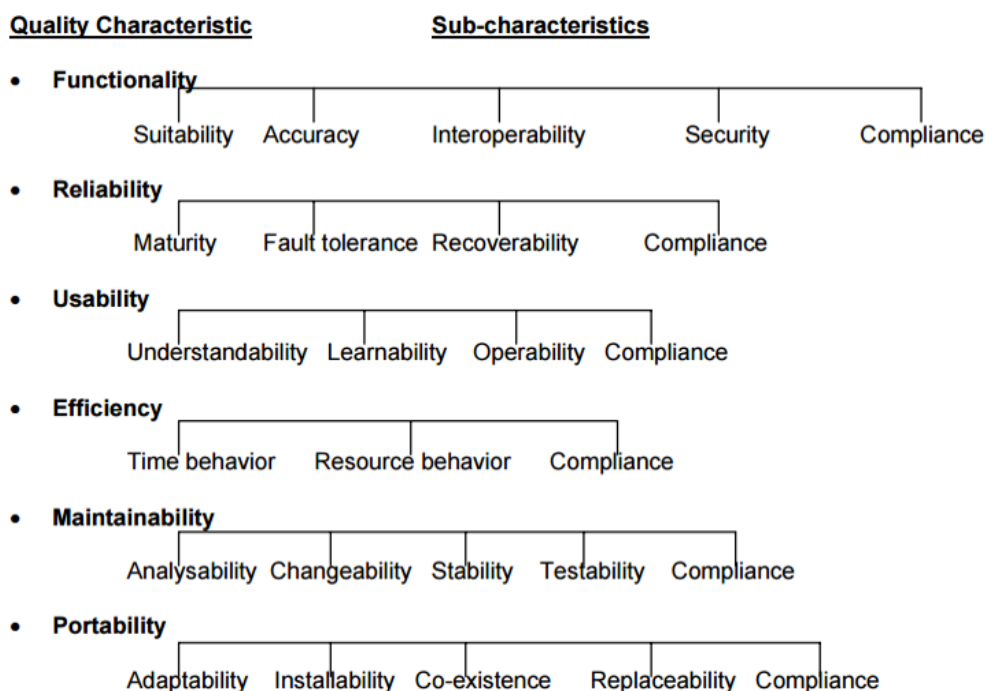 Quality Characteristic Sub-characteristics
• Functionality
Suitability Accuracy Interoperability Security Compliance
• Reliability
Maturity Fault tolerance Recoverability Compliance
• Usability
Understandability Learnability Operability Compliance
• Efficiency
Time behavior Resource behavior Compliance
• Maintainability
Analysability Changeability Stability Testability Compliance
• Portability
Adaptability Installability Co-existence Replaceability Compliance